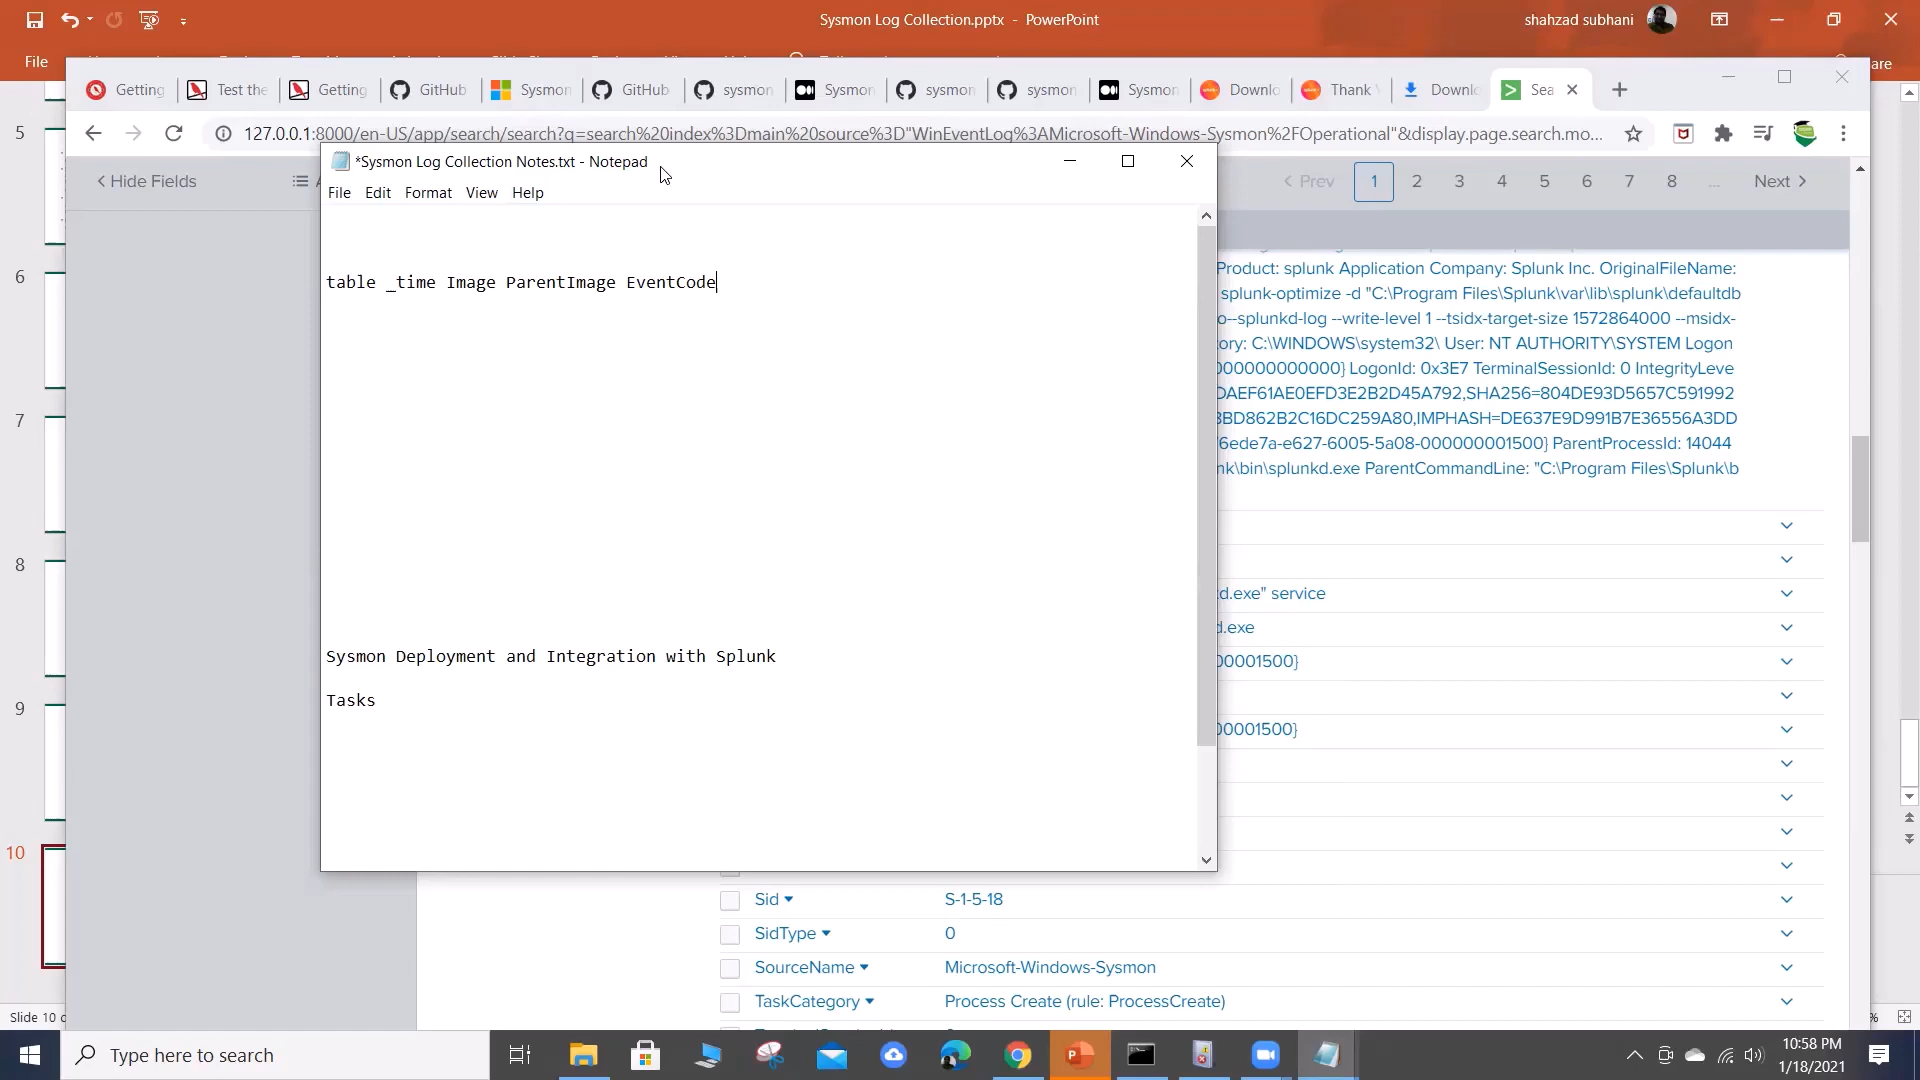 Sysmon Log Collection.pptx - PowerPoint
shahzad subhani
File
Getting
Test the
Getting
GitHub
Sysmon
GitHub
sysmon
Sysmon
sysmon
sysmon
Sysmon
Downlo
Thank
Downlo
Sea
127.0.0.1:8000/en-US/app/search/search?q=search%20index%3Dmain%20source%3D"WinEventLog%3AMicrosoft-Windows-Sysmon%2FOperational"&display.page.search.mo...
*Sysmon Log Collection Notes.txt - Notepad
File Edit Format View Help
< Hide Fields
< Prev 1 2 3 4 5 6 7 8 ... Next >
table _time Image ParentImage EventCode
Sysmon Deployment and Integration with Splunk
Tasks
Product: splunk Application Company: Splunk Inc. OriginalFileName:
splunk-optimize -d "C:\Program Files\Splunk\var\lib\splunk\defaultdb
o--splunkd-log --write-level 1 --tsidx-target-size 1572864000 --msidx-
ory: C:\WINDOWS\system32\ User: NT AUTHORITY\SYSTEM Logon
00000000000} LogonId: 0x3E7 TerminalSessionId: 0 IntegrityLeve
DAEF61AE0EFD3E2B2D45A792,SHA256=804DE93D5657C591992
3BD862B2C16DC259A80,IMPHASH=DE637E9D991B7E36556A3DD
6ede7a-e627-6005-5a08-000000001500} ParentProcessId: 14044
nk\bin\splunkd.exe ParentCommandLine: "C:\Program Files\Splunk\b
d.exe" service
d.exe
00001500}
00001500}
Sid S-1-5-18
SidType 0
SourceName Microsoft-Windows-Sysmon
TaskCategory Process Create (rule: ProcessCreate)
5
6
7
8
9
10
Slide 10 o
Type here to search
10:58 PM
1/18/2021